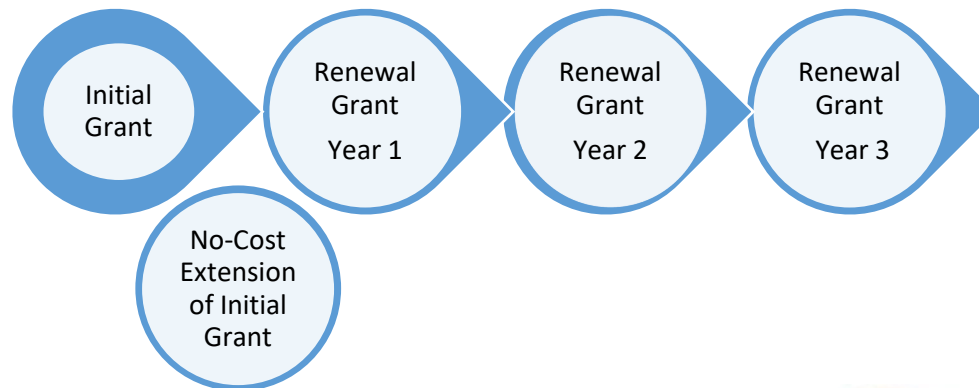 Initial
Grant
Renewal
Grant
Year 1
Renewal
Grant
Year 2
Renewal
Grant
Year 3
No-Cost
Extension
of Initial
Grant